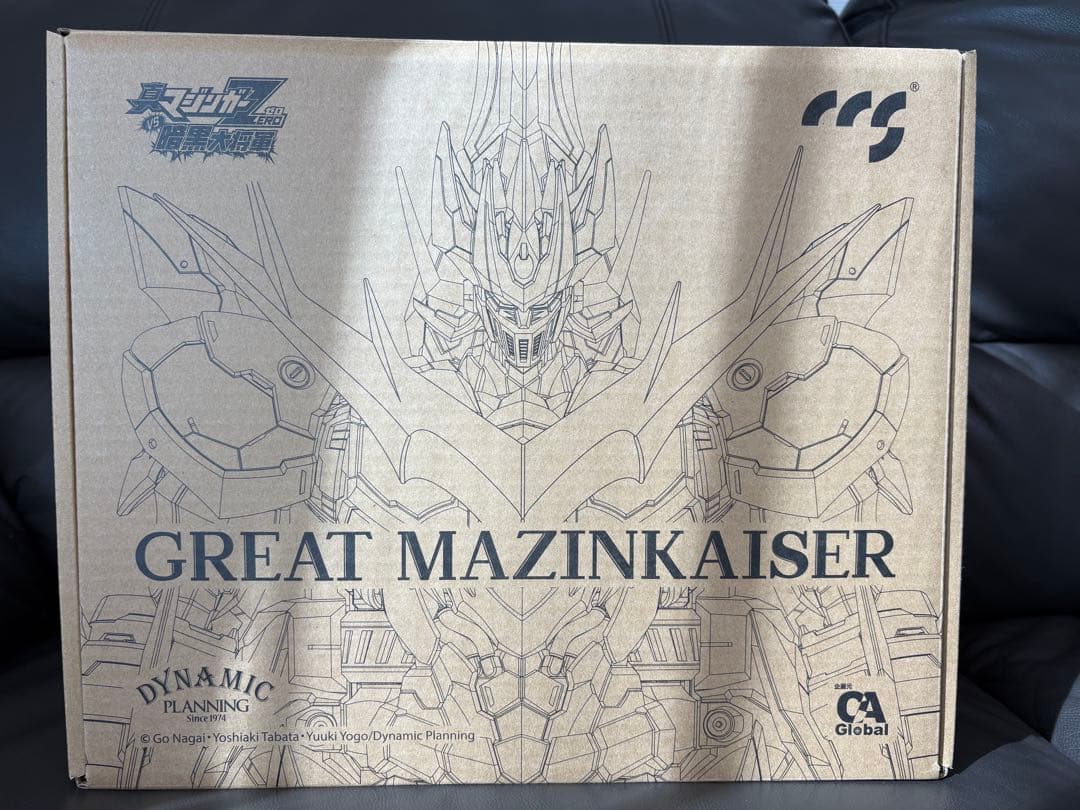 真マジンガーZERO
VS
暗黒大将軍
ccs®
GREAT MAZINKAISER
DYNAMIC
PLANNING
Since 1974
© Go Nagai・Yoshiaki Tabata・Yuuki Yogo/Dynamic Planning
企画元
CA
Global